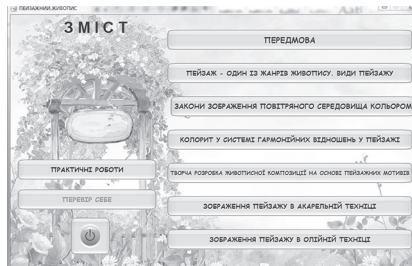 ПЕЙЗАЖНИЙ ЖИВОПИС
ЗМІСТ
ПЕРЕДМОВА
ПЕЙЗАЖ - ОДИН ІЗ ЖАНРІВ ЖИВОПИСУ. ВИДИ ПЕЙЗАЖУ
ЗАКОНИ ЗОБРАЖЕННЯ ПОВІТРЯНОГО СЕРЕДОВИЩА КОЛЬОРОМ
КОЛОРИТ У СИСТЕМІ ГАРМОНІЙНИХ ВІДНОШЕНЬ У ПЕЙЗАЖІ
ТВОРЧА РОЗРОБКА ЖИВОПИСНОЇ КОМПОЗИЦІЇ НА ОСНОВІ ПЕЙЗАЖНИХ МОТИВІВ
ЗОБРАЖЕННЯ ПЕЙЗАЖУ В АКАРЕЛЬНІЙ ТЕХНІЦІ
ЗОБРАЖЕННЯ ПЕЙЗАЖУ В ОЛІЙНІЙ ТЕХНІЦІ
ПРАКТИЧНІ РОБОТИ
ПЕРЕВІР СЕБЕ